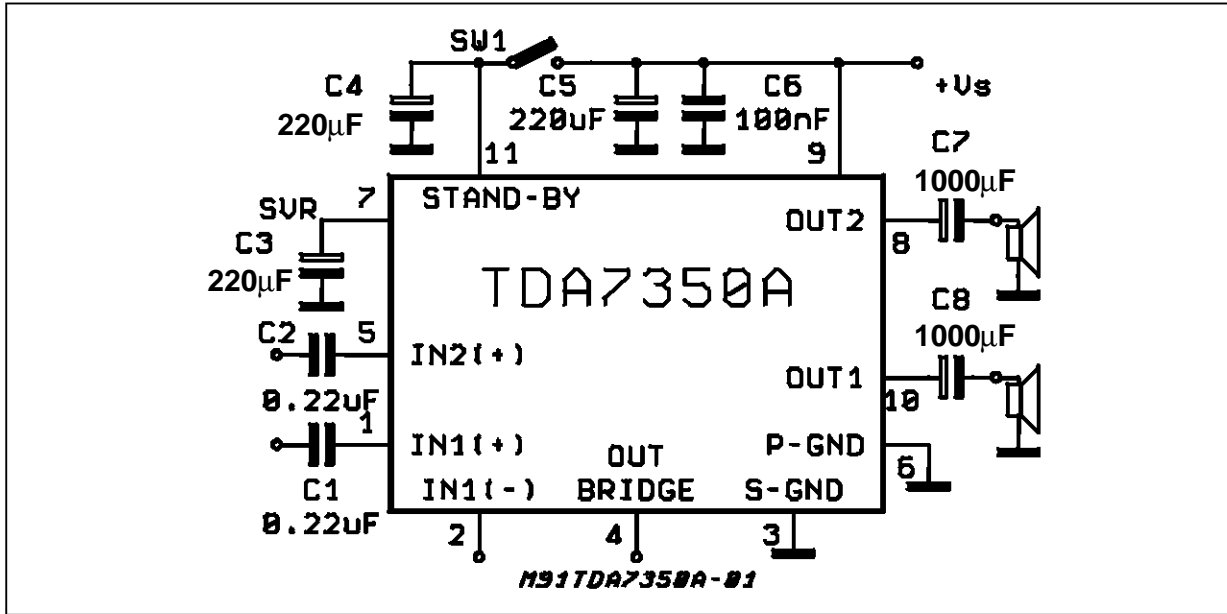 SW1
C4
220μF
C5
220uF
C6
100nF
+Vs
11
9
C7
1000μF
7
STAND-BY
SVR
OUT2
8
C3
220μF
TDA7350A
C8
1000μF
C2
5
IN2(+)
0.22uF
OUT1
10
1
IN1(+)
OUT
BRIDGE
P-GND
6
C1
0.22uF
IN1(-)
S-GND
2
4
3
M91TDA7350A-01